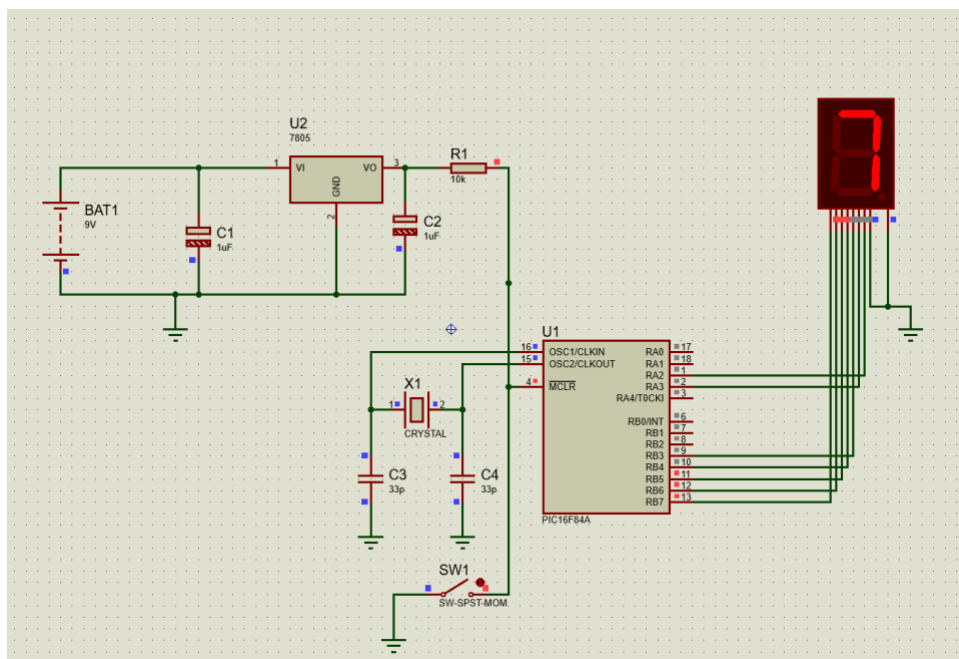 U2
7805
1 VI VO 3
GND
2
R1
10k
BAT1
9V
C1
1uF
C2
1uF
7
U1
16 OSC1/CLKIN RA0 17
15 OSC2/CLKOUT RA1 18
RA2 1
4 MCLR RA3 2
RA4/T0CKI 3
RB0/INT 6
RB1 7
RB2 8
RB3 9
RB4 10
RB5 11
RB6 12
RB7 13
PIC16F84A
X1
1 2
CRYSTAL
C3
33p
C4
33p
SW1
SW-SPST-MOM